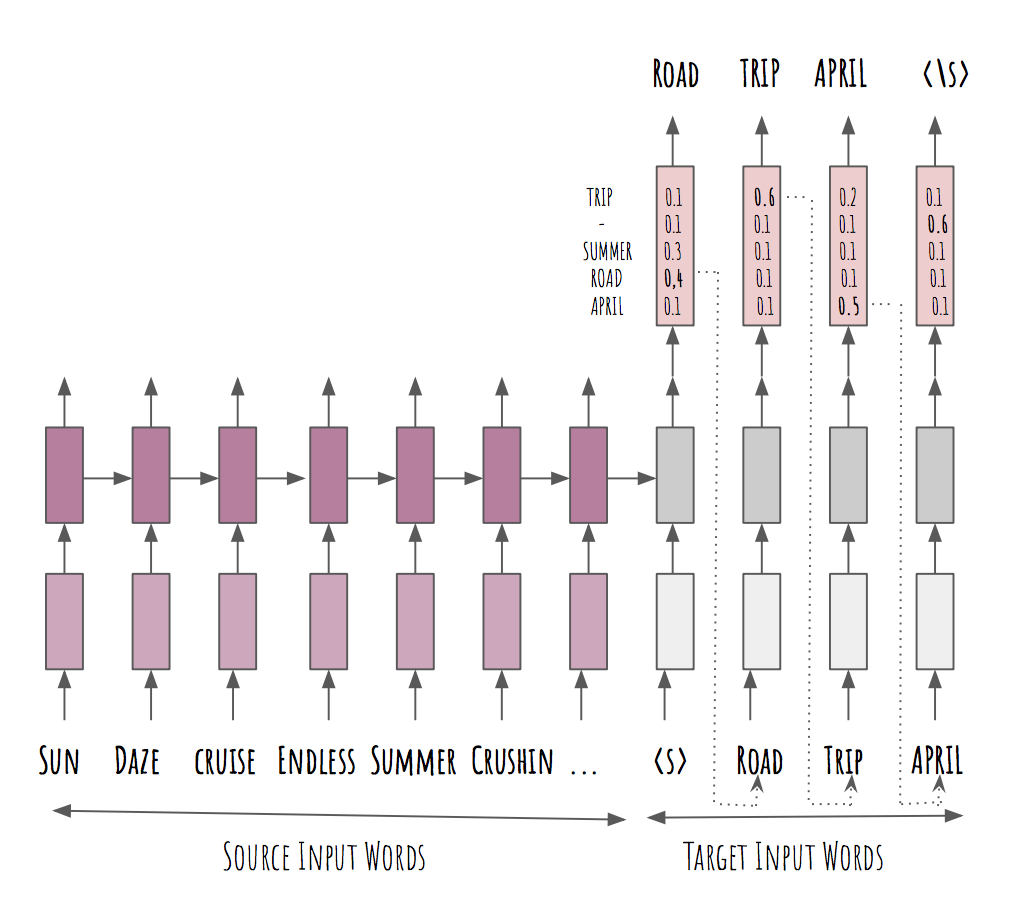 Road TRIP APRIL <\s>
TRIP 0.1 0.6 0.2 0.1
- 0.1 0.1 0.1 0.6
SUMMER 0.3 0.1 0.1 0.1
ROAD 0,4 0.1 0.1 0.1
APRIL 0.1 0.1 0.5 0.1
Sun Daze cruise Endless Summer Crushin ... <s> Road Trip APRIL
Source Input Words Target Input Words